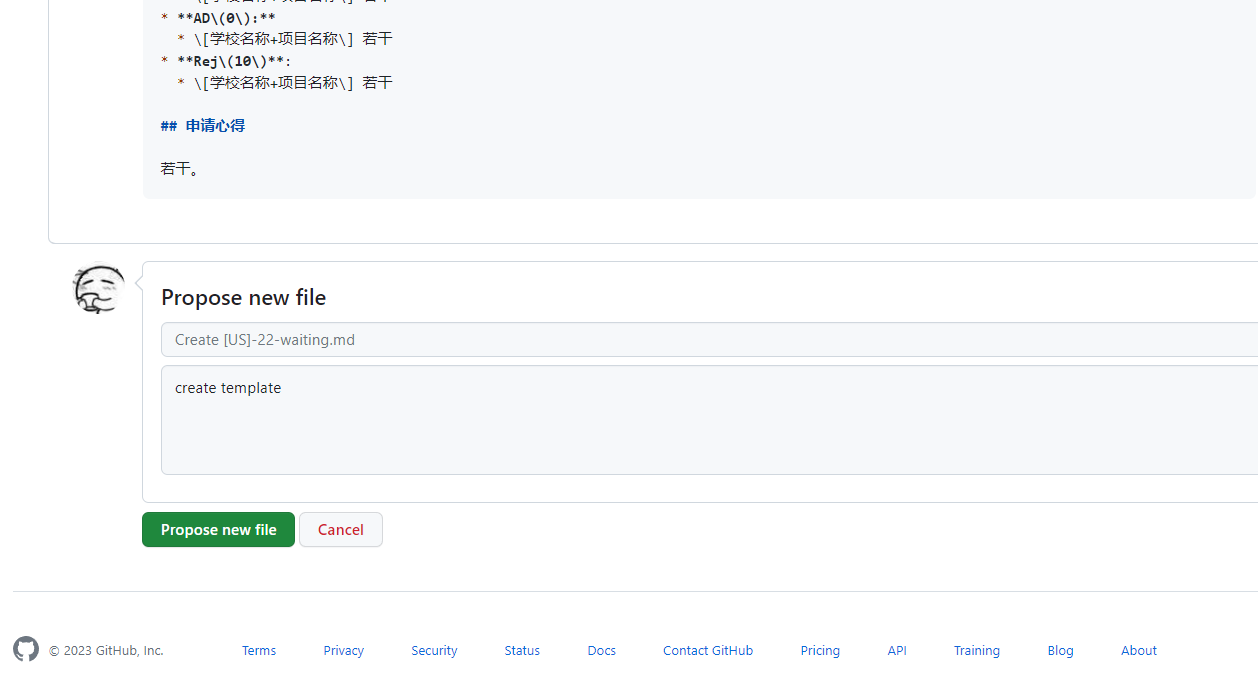 * **AD\(0\):**
* \[学校名称+项目名称\] 若干
* **Rej\(10\)**:
* \[学校名称+项目名称\] 若干
## 申请心得
若干。
Propose new file
Create [US]-22-waiting.md
create template
Propose new file Cancel
© 2023 GitHub, Inc. Terms Privacy Security Status Docs Contact GitHub Pricing API Training Blog About